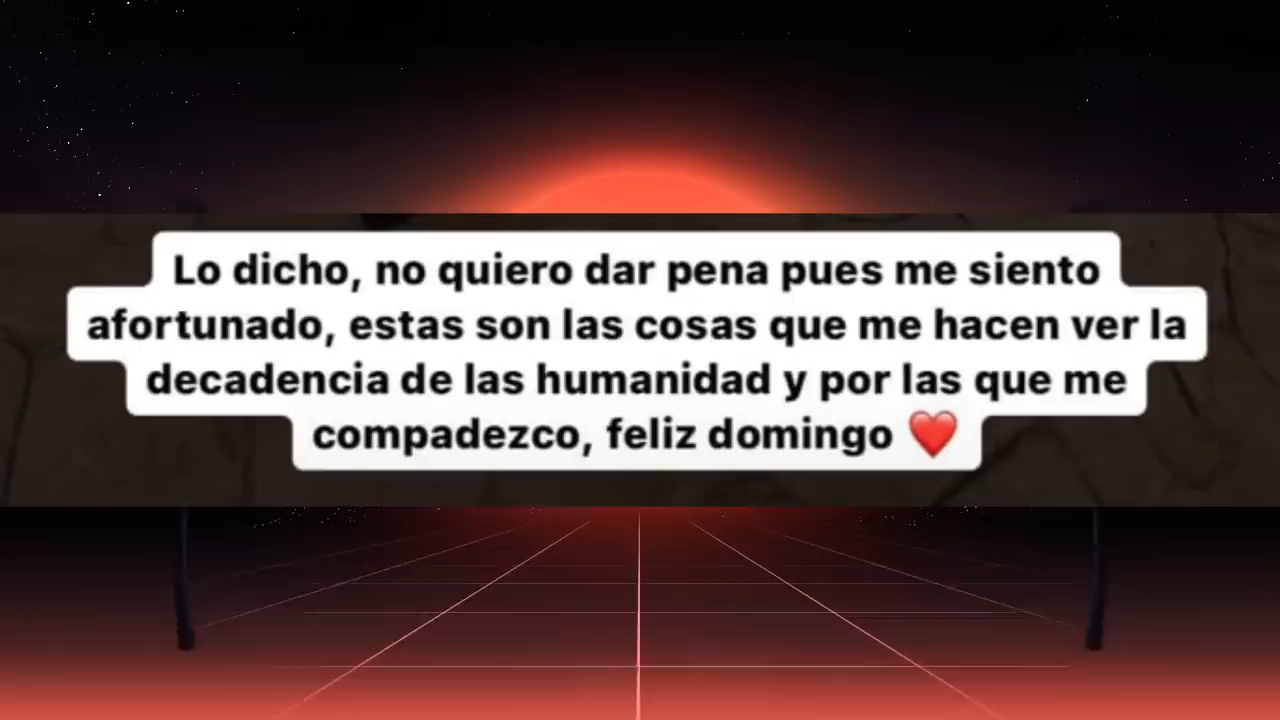 Lo dicho, no quiero dar pena pues me siento
afortunado, estas son las cosas que me hacen ver la
decadencia de las humanidad y por las que me
compadezco, feliz domingo ❤️